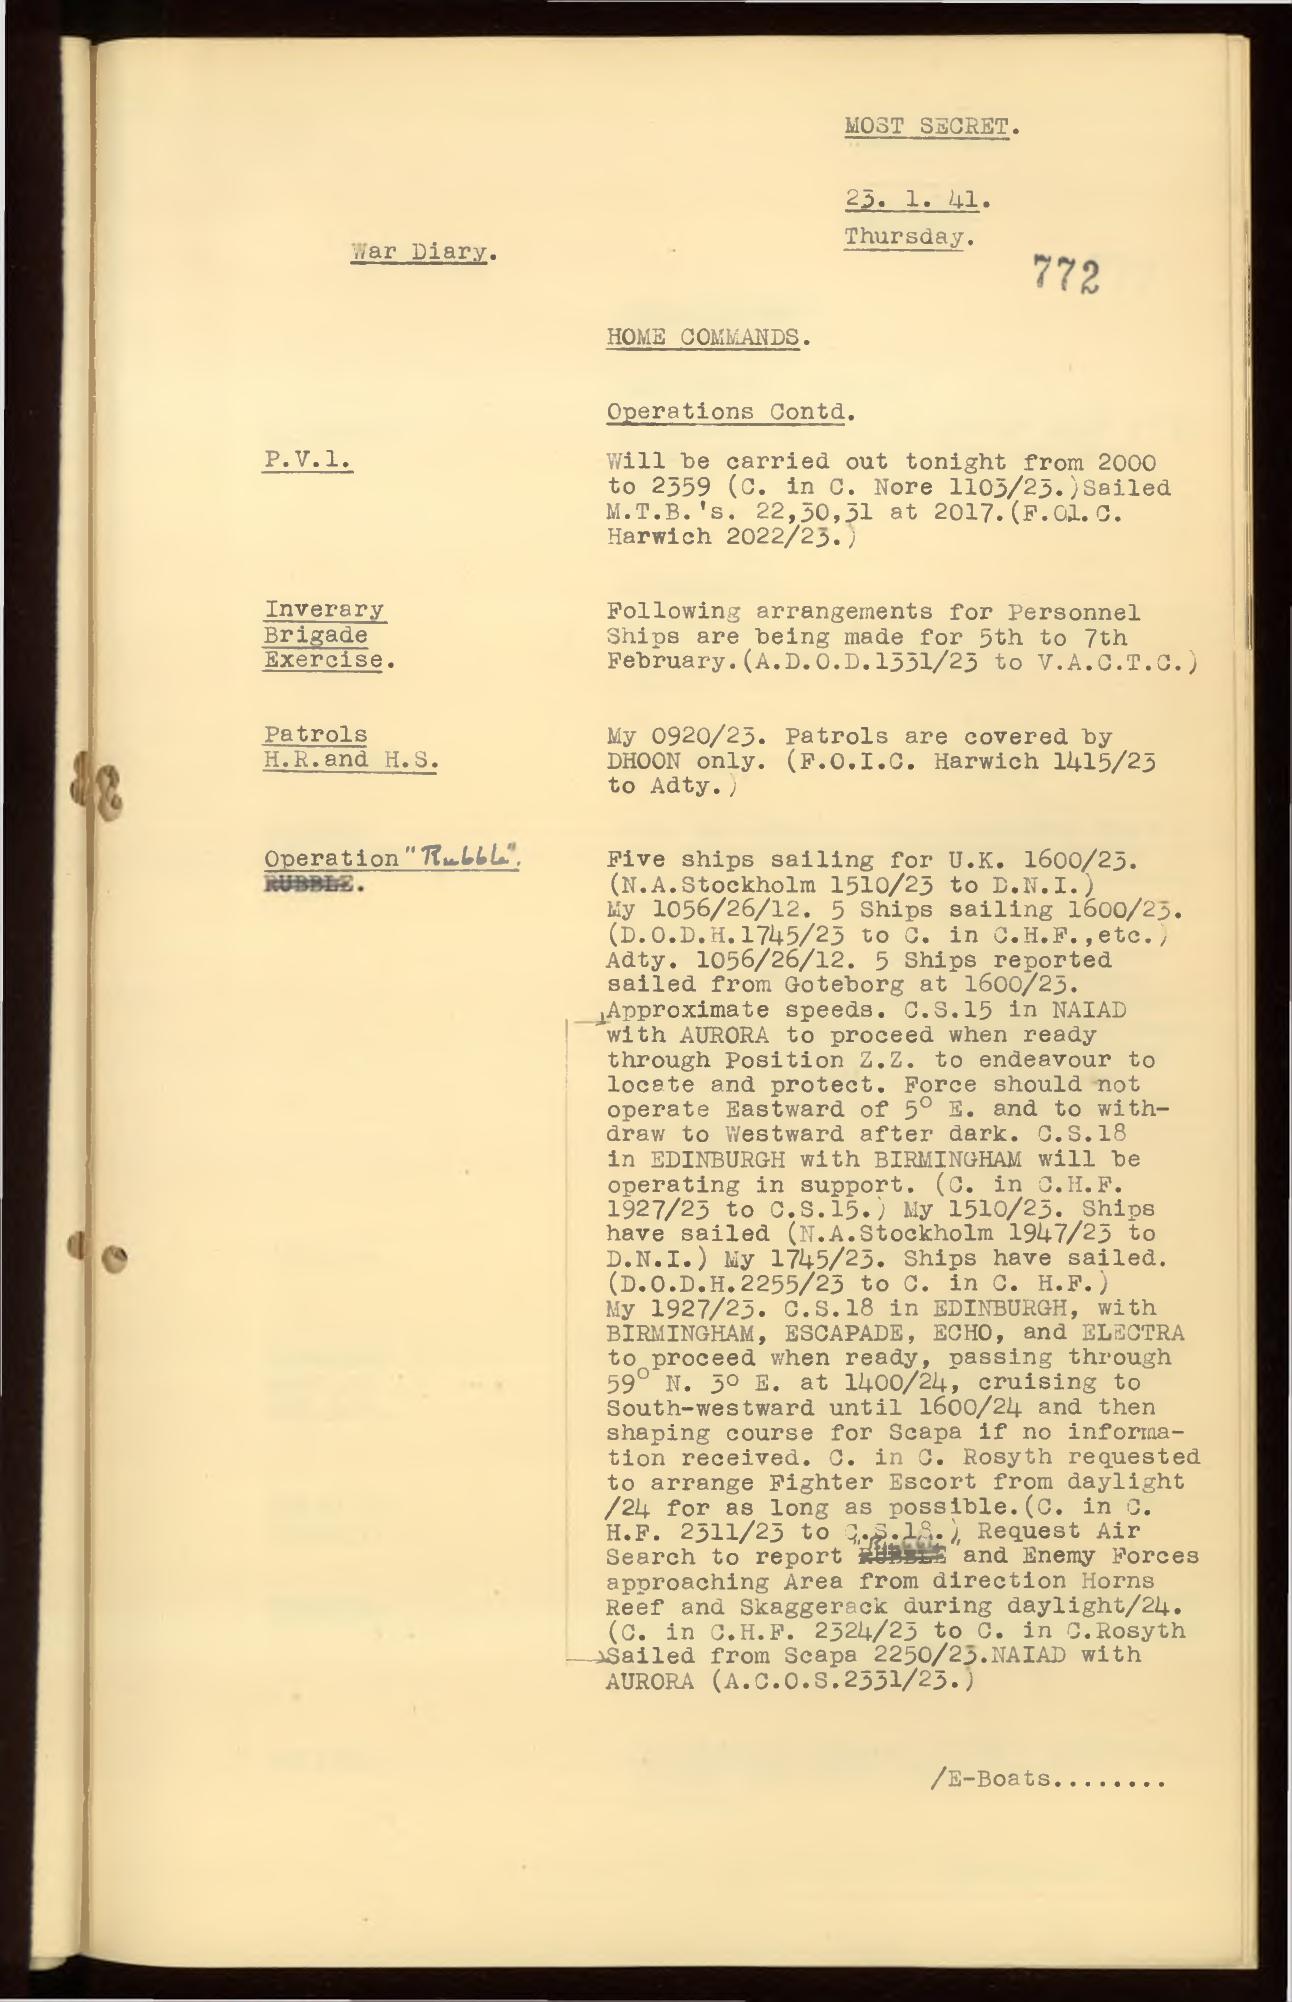 MOST SECRET.
23. 1. 41.
Thursday.
War Diary.
772
HOME COMMANDS.
Operations Contd.
P.V.1.
Will be carried out tonight from 2000
to 2359 (C. in C. Nore 1103/23.)Sailed
M.T.B.'s. 22,30,31 at 2017.(F.O1.C.
Harwich 2022/23.)
Inverary
Brigade
Exercise.
Following arrangements for Personnel
Ships are being made for 5th to 7th
February.(A.D.O.D.1331/23 to V.A.C.T.C.)
Patrols
H.R.and H.S.
My 0920/23. Patrols are covered by
DHOON only. (F.O.I.C. Harwich 1415/23
to Adty.)
Operation "Rubble".
RUBBLE.
Five ships sailing for U.K. 1600/23.
(N.A.Stockholm 1510/23 to D.N.I.)
My 1056/26/12. 5 Ships sailing 1600/23.
(D.O.D.H.1745/23 to C. in C.H.F.,etc.)
Adty. 1056/26/12. 5 Ships reported
sailed from Goteborg at 1600/23.
Approximate speeds. C.S.15 in NAIAD
with AURORA to proceed when ready
through Position Z.Z. to endeavour to
locate and protect. Force should not
operate Eastward of 5° E. and to with-
draw to Westward after dark. C.S.18
in EDINBURGH with BIRMINGHAM will be
operating in support. (C. in C.H.F.
1927/23 to C.S.15.) My 1510/23. Ships
have sailed (N.A.Stockholm 1947/23 to
D.N.I.) My 1745/23. Ships have sailed.
(D.O.D.H.2255/23 to C. in C. H.F.)
My 1927/23. C.S.18 in EDINBURGH, with
BIRMINGHAM, ESCAPADE, ECHO, and ELECTRA
to proceed when ready, passing through
59° N. 3° E. at 1400/24, cruising to
South-westward until 1600/24 and then
shaping course for Scapa if no informa-
tion received. C. in C. Rosyth requested
to arrange Fighter Escort from daylight
/24 for as long as possible.(C. in C.
H.F. 2311/23 to C.S.18.) Request Air
Search to report "RUBBLE" and Enemy Forces
approaching Area from direction Horns
Reef and Skaggerack during daylight/24.
(C. in C.H.F. 2324/23 to C. in C.Rosyth
Sailed from Scapa 2250/23.NAIAD with
AURORA (A.C.O.S.2331/23.)
/E-Boats........